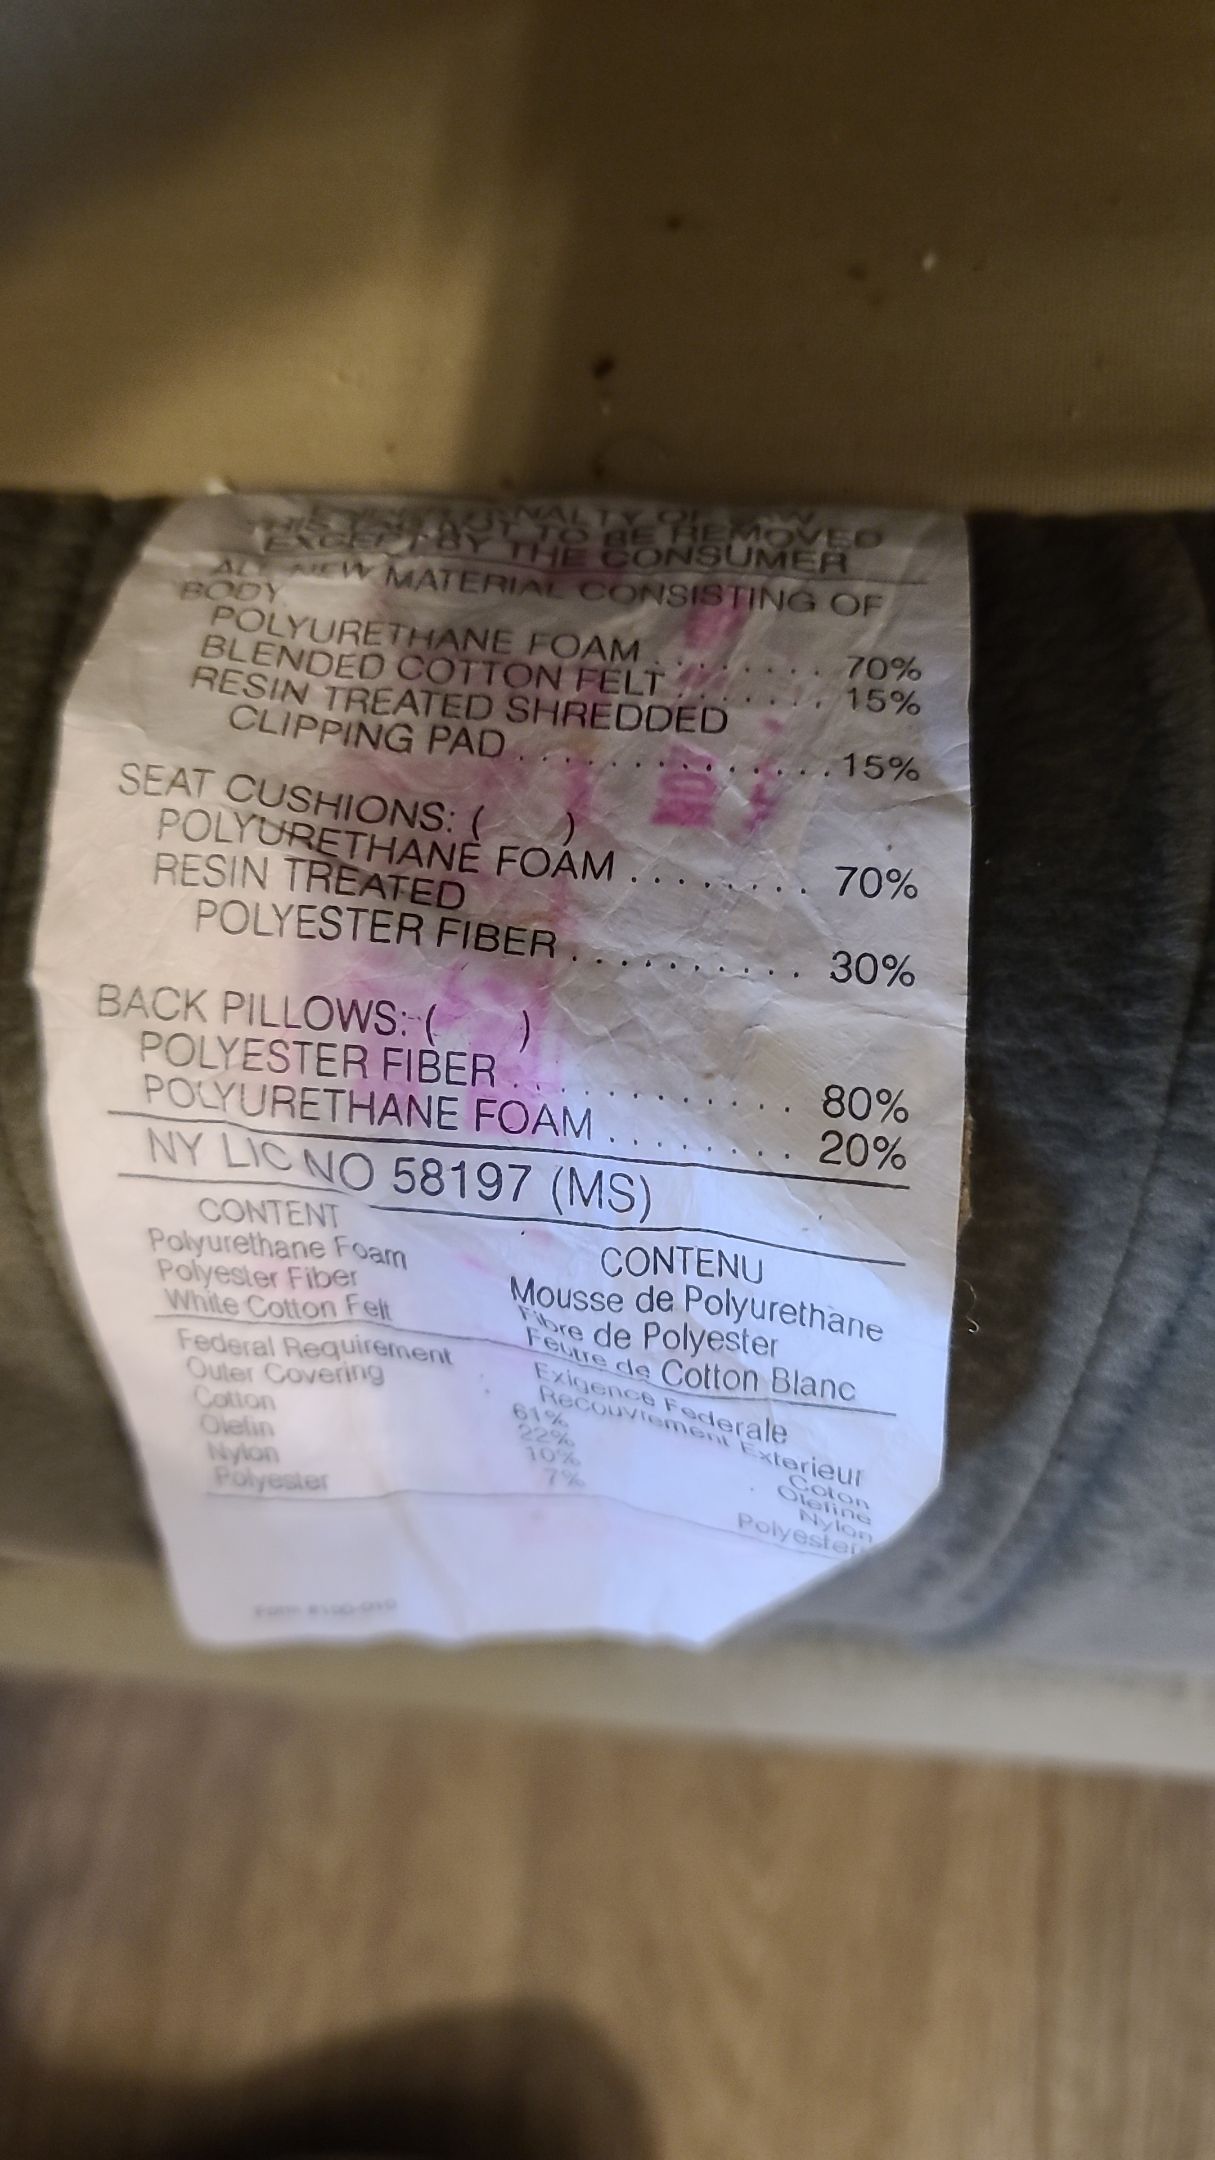 THIS TAG NOT TO BE REMOVED
EXCEPT BY THE CONSUMER
ALL NEW MATERIAL CONSISTING OF
BODY
POLYURETHANE FOAM ........ 70%
BLENDED COTTON FELT ....... 15%
RESIN TREATED SHREDDED
CLIPPING PAD .............. 15%
SEAT CUSHIONS: ( )
POLYURETHANE FOAM ........ 70%
RESIN TREATED
POLYESTER FIBER .......... 30%
BACK PILLOWS: ( )
POLYESTER FIBER ............ 80%
POLYURETHANE FOAM ........ 20%
NY LIC NO 58197 (MS)
CONTENT CONTENU
Polyurethane Foam Mousse de Polyurethane
Polyester Fiber Fibre de Polyester
White Cotton Felt Feutre de Cotton Blanc
Federal Requirement Exigence Federale
Outer Covering Recouvrement Exterieur
Cotton 61% Coton
Olefin 22% Olefine
Nylon 10% Nylon
Polyester 7% Polyester